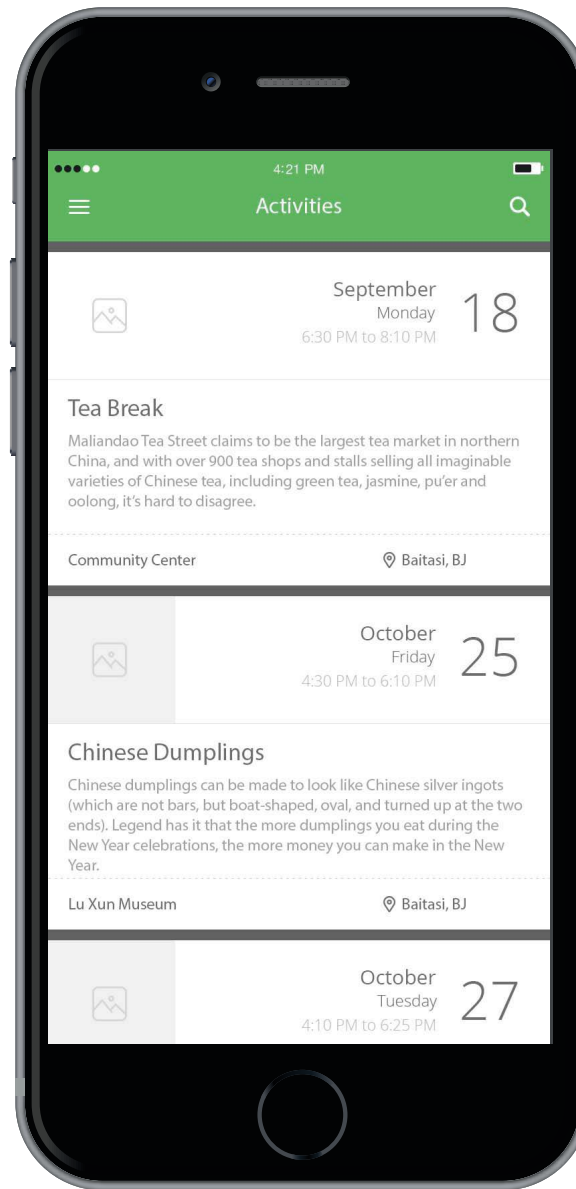 4:21 PM
Activities
September
Monday
6:30 PM to 8:10 PM
18
Tea Break
Maliandao Tea Street claims to be the largest tea market in northern
China, and with over 900 tea shops and stalls selling all imaginable
varieties of Chinese tea, including green tea, jasmine, pu'er and
oolong, it's hard to disagree.
Community Center
Baitasi, BJ
October
Friday
4:30 PM to 6:10 PM
25
Chinese Dumplings
Chinese dumplings can be made to look like Chinese silver ingots
(which are not bars, but boat-shaped, oval, and turned up at the two
ends). Legend has it that the more dumplings you eat during the
New Year celebrations, the more money you can make in the New
Year.
Lu Xun Museum
Baitasi, BJ
October
Tuesday
4:10 PM to 6:25 PM
27